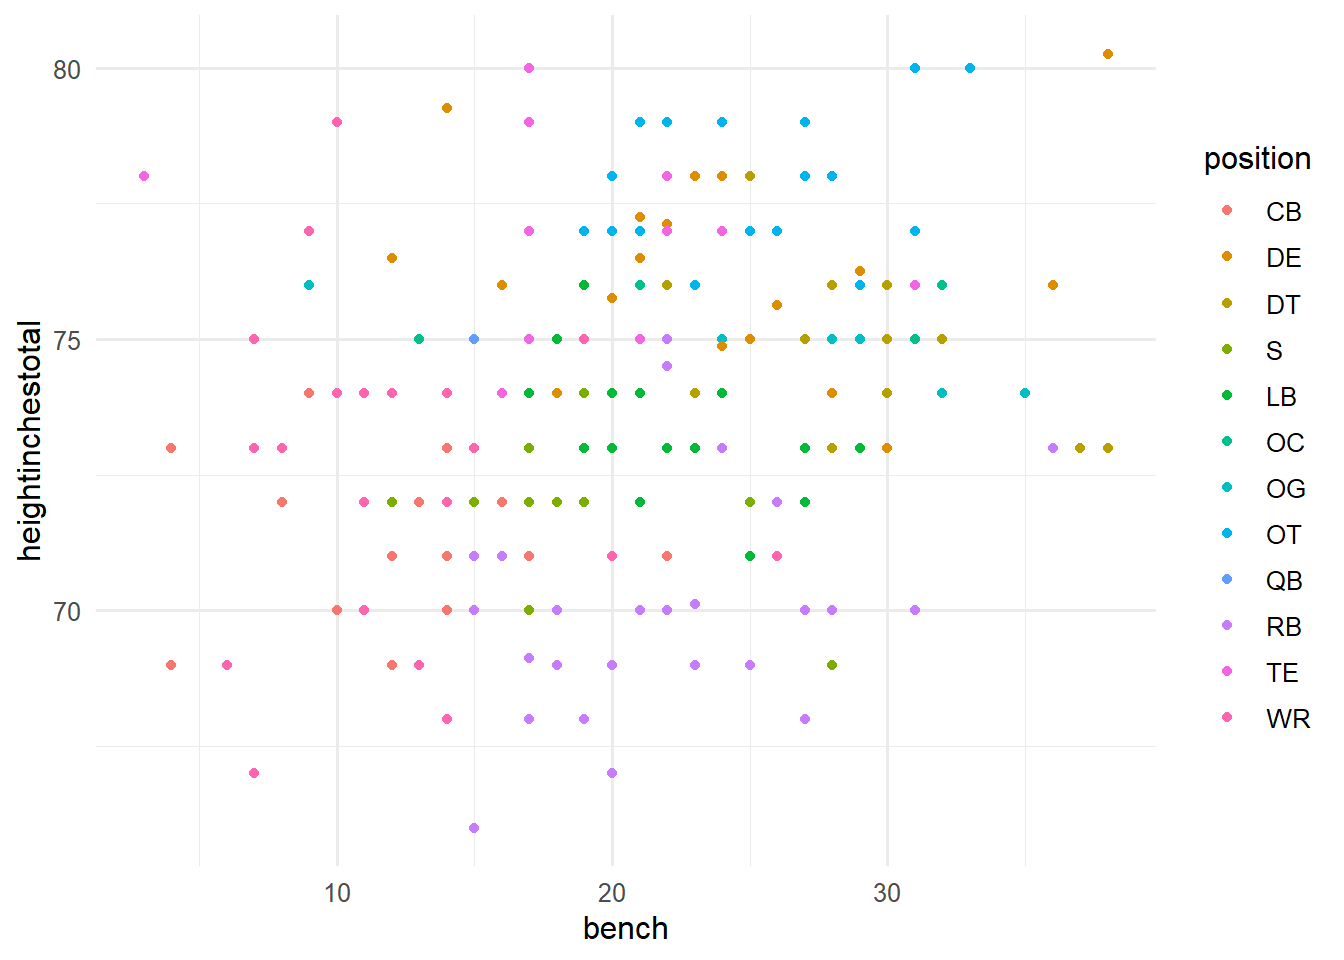 80
75
70
heightinchestotal
10 20 30
bench
position
CB
DE
DT
S
LB
OC
OG
OT
QB
RB
TE
WR